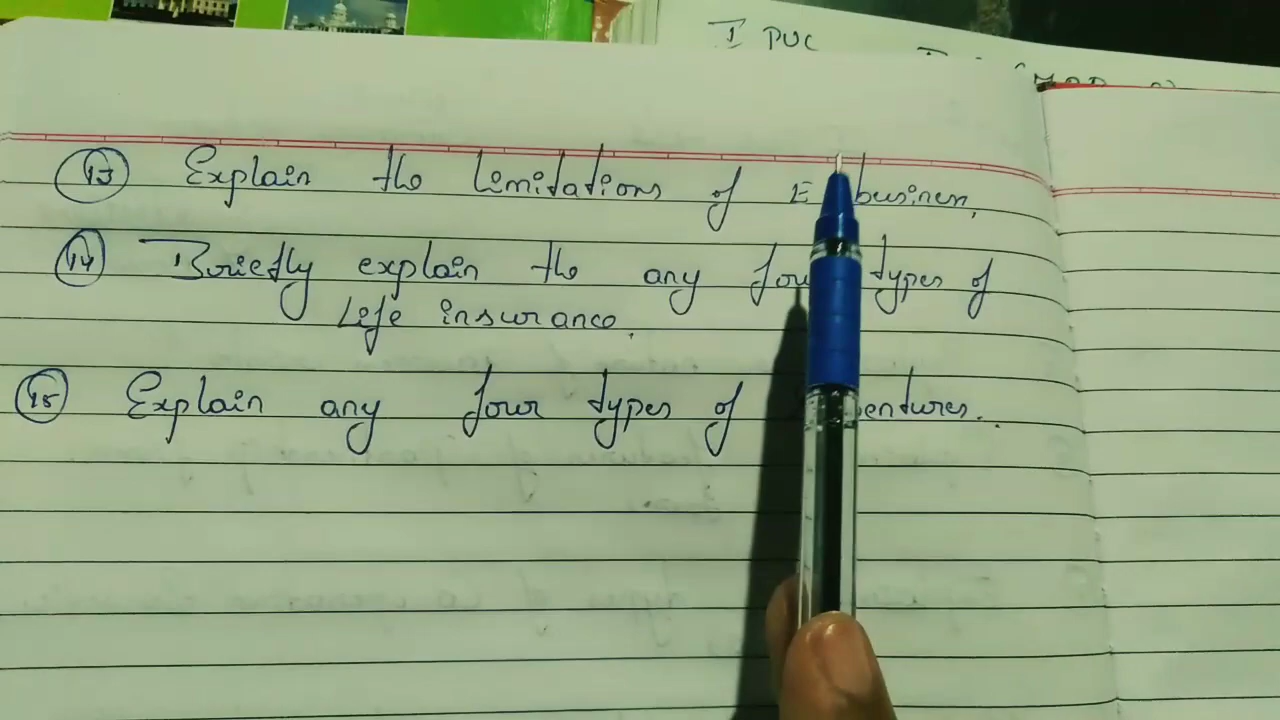 I PUC
13 Explain the limitations of E business.
14 Briefly explain the any four types of
Life insurance.
15 Explain any four types of